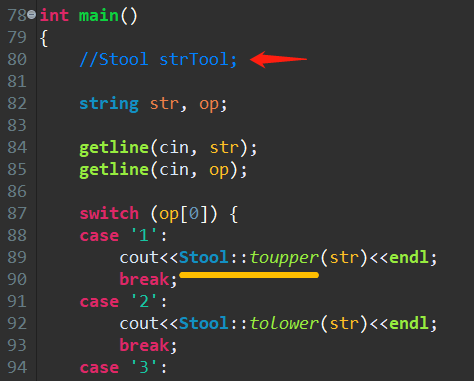 78 int main()
79 {
80 //Stool strTool;
81
82 string str, op;
83
84 getline(cin, str);
85 getline(cin, op);
86
87 switch (op[0]) {
88 case '1':
89 cout<<Stool::toupper(str)<<endl;
90 break;
91 case '2':
92 cout<<Stool::tolower(str)<<endl;
93 break;
94 case '3':